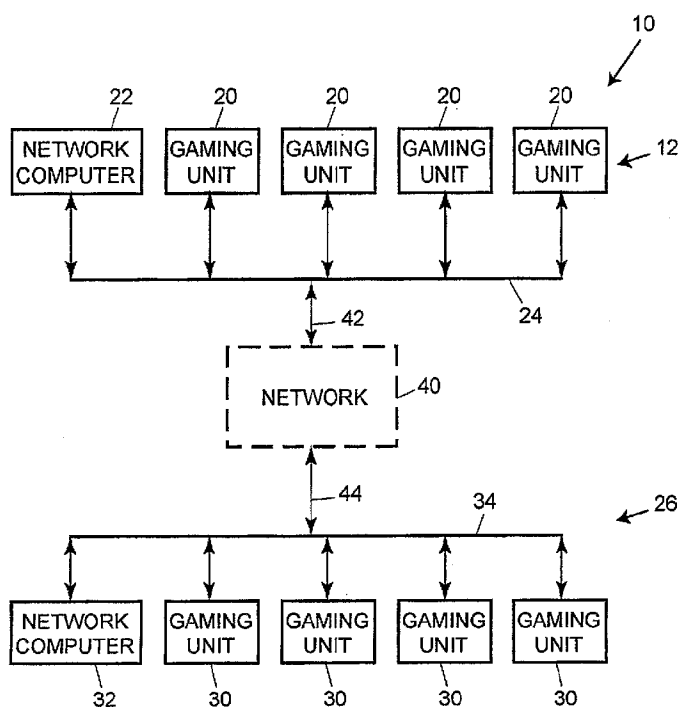 10
22 20 20 20 20
NETWORK COMPUTER GAMING UNIT GAMING UNIT GAMING UNIT GAMING UNIT 12
24
42
NETWORK 40
44
34 26
NETWORK COMPUTER GAMING UNIT GAMING UNIT GAMING UNIT GAMING UNIT
32 30 30 30 30